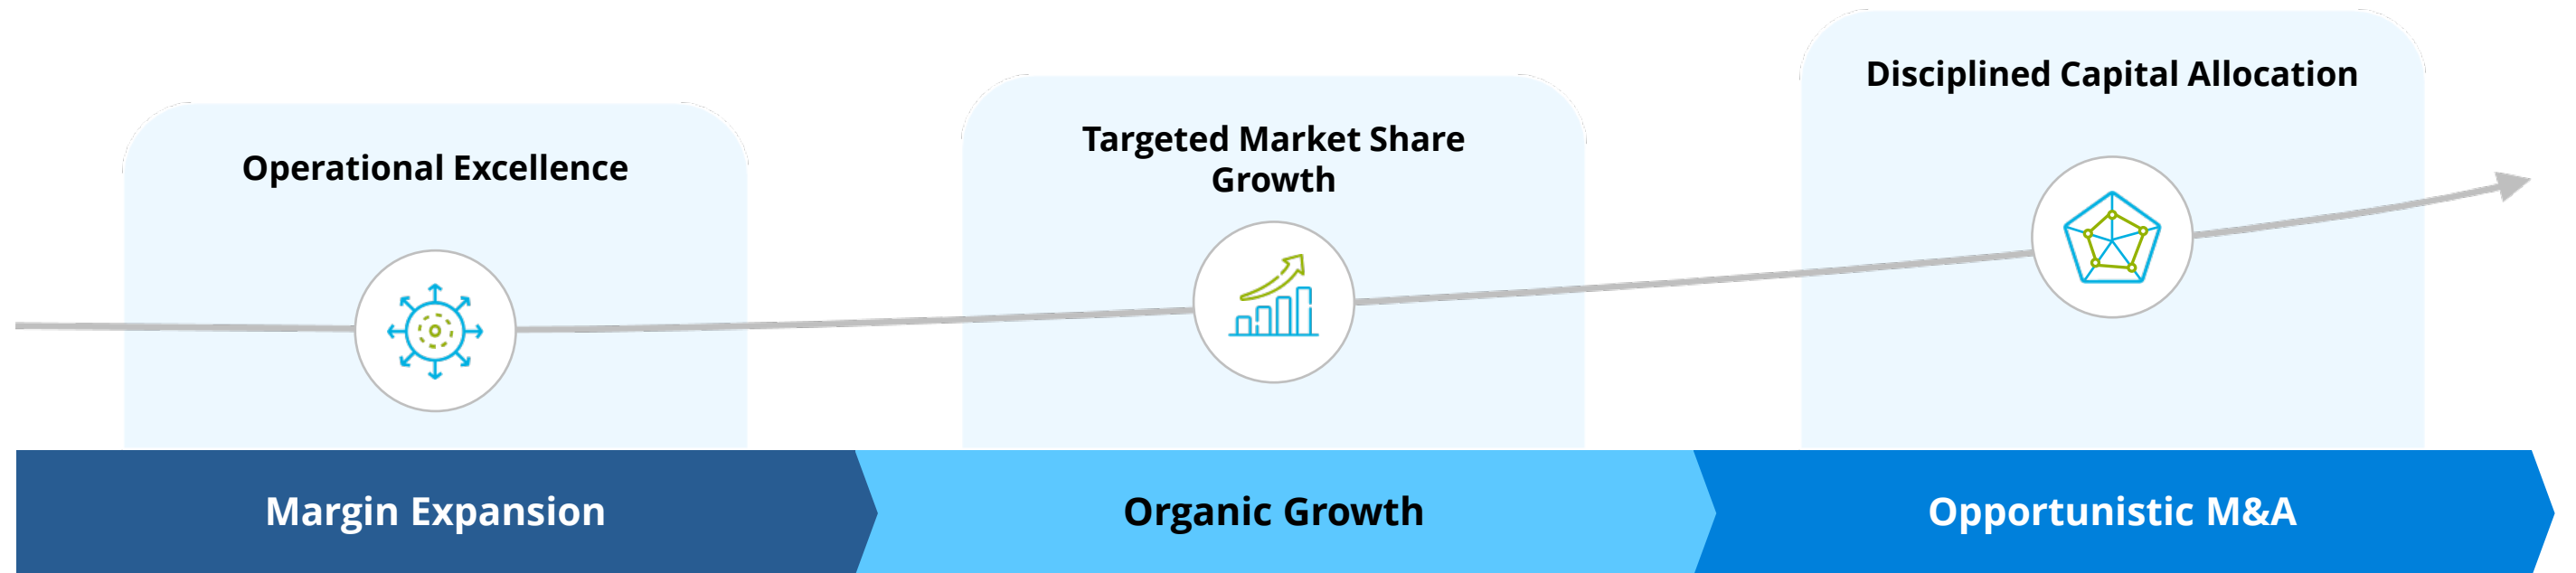 Operational Excellence
Targeted Market Share
Growth
Disciplined Capital Allocation
Margin Expansion
Organic Growth
Opportunistic M&A